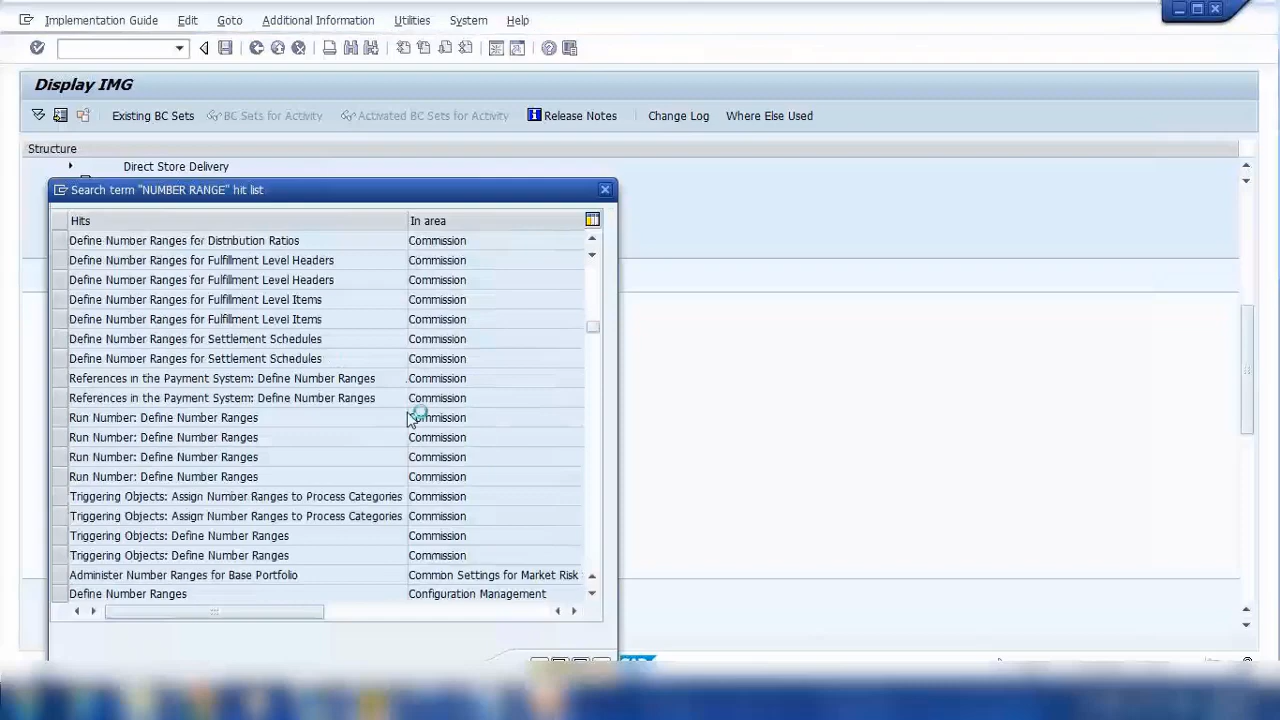 Implementation Guide Edit Goto Additional Information Utilities System Help
Display IMG
Existing BC Sets BC Sets for Activity Activated BC Sets for Activity Release Notes Change Log Where Else Used
Structure
Direct Store Delivery
Search term "NUMBER RANGE" hit list
Hits In area
Define Number Ranges for Distribution Ratios Commission
Define Number Ranges for Fulfillment Level Headers Commission
Define Number Ranges for Fulfillment Level Headers Commission
Define Number Ranges for Fulfillment Level Items Commission
Define Number Ranges for Fulfillment Level Items Commission
Define Number Ranges for Settlement Schedules Commission
Define Number Ranges for Settlement Schedules Commission
References in the Payment System: Define Number Ranges Commission
References in the Payment System: Define Number Ranges Commission
Run Number: Define Number Ranges Commission
Run Number: Define Number Ranges Commission
Run Number: Define Number Ranges Commission
Run Number: Define Number Ranges Commission
Triggering Objects: Assign Number Ranges to Process Categories Commission
Triggering Objects: Assign Number Ranges to Process Categories Commission
Triggering Objects: Define Number Ranges Commission
Triggering Objects: Define Number Ranges Commission
Administer Number Ranges for Base Portfolio Common Settings for Market Risk
Define Number Ranges Configuration Management